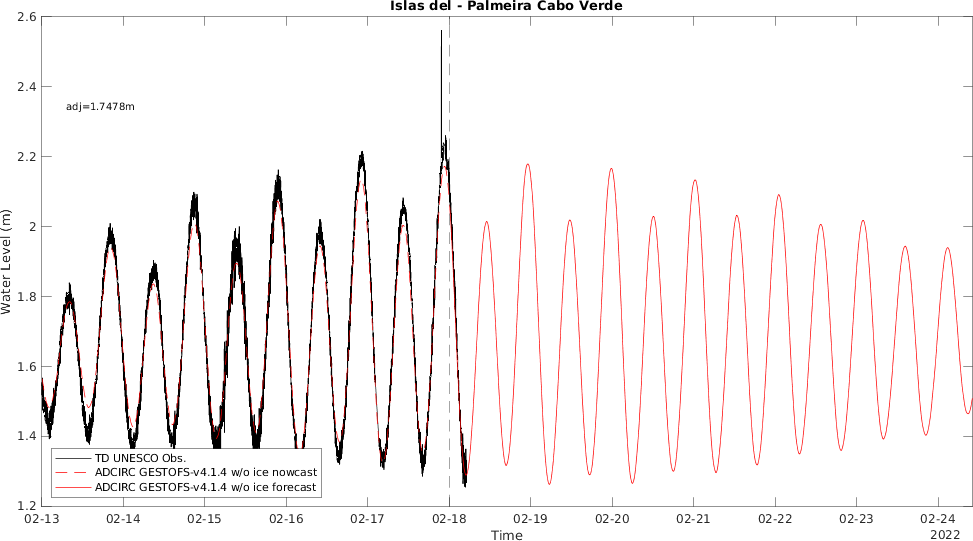 Islas del - Palmeira Cabo Verde
2.6
2.4
2.2
2
1.8
1.6
1.4
1.2
Water Level (m)
adj=1.7478m
TD UNESCO Obs.
ADCIRC GESTOFS-v4.1.4 w/o ice nowcast
ADCIRC GESTOFS-v4.1.4 w/o ice forecast
02-13 02-14 02-15 02-16 02-17 02-18 02-19 02-20 02-21 02-22 02-23 02-24
2022
Time